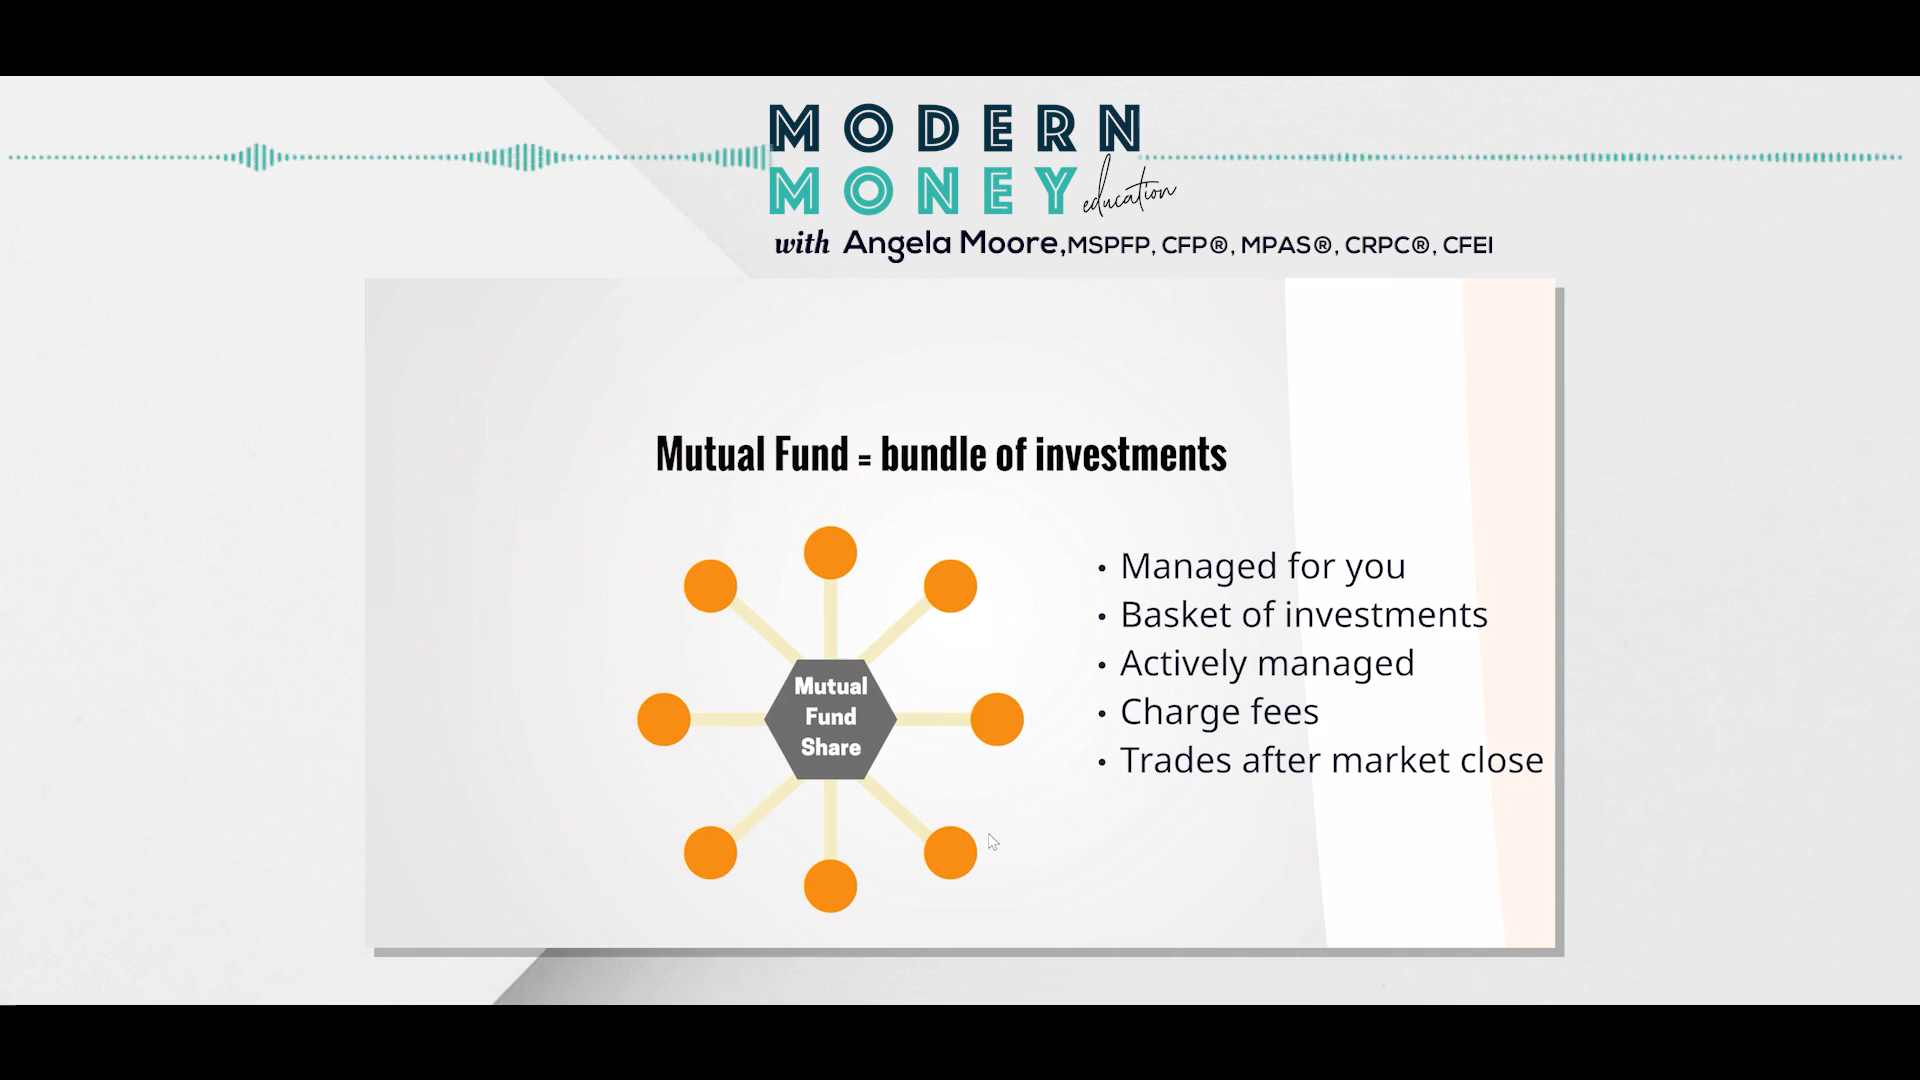 MODERN
MONEY education
with Angela Moore, MSPFP, CFP®, MPAS®, CRPC®, CFEI
Mutual Fund = bundle of investments
Mutual
Fund
Share
• Managed for you
• Basket of investments
• Actively managed
• Charge fees
• Trades after market close